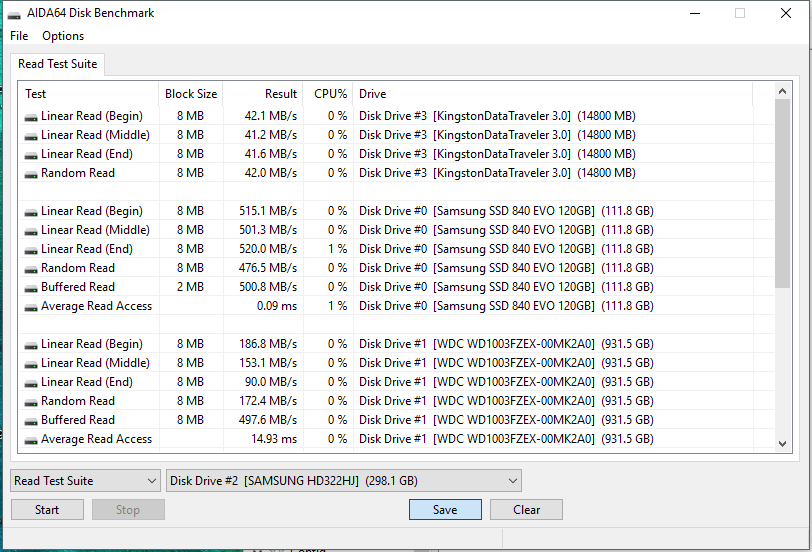 AIDA64 Disk Benchmark
File Options
Read Test Suite
Test Block Size Result CPU% Drive
Linear Read (Begin) 8 MB 42.1 MB/s 0 % Disk Drive #3 [KingstonDataTraveler 3.0] (14800 MB)
Linear Read (Middle) 8 MB 41.2 MB/s 0 % Disk Drive #3 [KingstonDataTraveler 3.0] (14800 MB)
Linear Read (End) 8 MB 41.6 MB/s 0 % Disk Drive #3 [KingstonDataTraveler 3.0] (14800 MB)
Random Read 8 MB 42.0 MB/s 0 % Disk Drive #3 [KingstonDataTraveler 3.0] (14800 MB)
Linear Read (Begin) 8 MB 515.1 MB/s 0 % Disk Drive #0 [Samsung SSD 840 EVO 120GB] (111.8 GB)
Linear Read (Middle) 8 MB 501.3 MB/s 0 % Disk Drive #0 [Samsung SSD 840 EVO 120GB] (111.8 GB)
Linear Read (End) 8 MB 520.0 MB/s 1 % Disk Drive #0 [Samsung SSD 840 EVO 120GB] (111.8 GB)
Random Read 8 MB 476.5 MB/s 0 % Disk Drive #0 [Samsung SSD 840 EVO 120GB] (111.8 GB)
Buffered Read 2 MB 500.8 MB/s 0 % Disk Drive #0 [Samsung SSD 840 EVO 120GB] (111.8 GB)
Average Read Access 0.09 ms 1 % Disk Drive #0 [Samsung SSD 840 EVO 120GB] (111.8 GB)
Linear Read (Begin) 8 MB 186.8 MB/s 0 % Disk Drive #1 [WDC WD1003FZEX-00MK2A0] (931.5 GB)
Linear Read (Middle) 8 MB 153.1 MB/s 0 % Disk Drive #1 [WDC WD1003FZEX-00MK2A0] (931.5 GB)
Linear Read (End) 8 MB 90.0 MB/s 0 % Disk Drive #1 [WDC WD1003FZEX-00MK2A0] (931.5 GB)
Random Read 8 MB 172.4 MB/s 0 % Disk Drive #1 [WDC WD1003FZEX-00MK2A0] (931.5 GB)
Buffered Read 8 MB 497.6 MB/s 0 % Disk Drive #1 [WDC WD1003FZEX-00MK2A0] (931.5 GB)
Average Read Access 14.93 ms 0 % Disk Drive #1 [WDC WD1003FZEX-00MK2A0] (931.5 GB)
Read Test Suite Disk Drive #2 [SAMSUNG HD322HJ] (298.1 GB)
Start Stop Save Clear